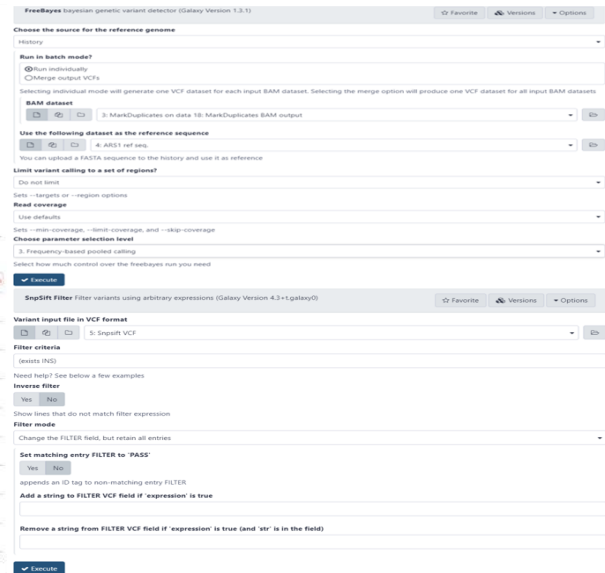 FreeBayes bayesian genetic variant detector (Galaxy Version 1.3.1)
Favorite
Versions
Options
Choose the source for the reference genome
History
Run in batch mode?
Run individually
Merge output VCFs
Selecting individual mode will generate one VCF dataset for each input BAM dataset. Selecting the merge option will produce one VCF dataset for all input BAM datasets
BAM dataset
3: MarkDuplicates on data 18: MarkDuplicates BAM output
Use the following dataset as the reference sequence
4: ARS1 ref seq.
You can upload a FASTA sequence to the history and use it as reference
Limit variant calling to a set of regions?
Do not limit
Sets --targets or --region options
Read coverage
Use defaults
Sets --min-coverage, --limit-coverage, and --skip-coverage
Choose parameter selection level
3. Frequency-based pooled calling
Select how much control over the freebayes run you need
Execute
SnpSift Filter Filter variants using arbitrary expressions (Galaxy Version 4.3+t.galaxy0)
Favorite
Versions
Options
Variant input file in VCF format
5: Snpsift VCF
Filter criteria
(exists INS)
Need help? See below a few examples
Inverse filter
Yes No
Show lines that do not match filter expression
Filter mode
Change the FILTER field, but retain all entries
Set matching entry FILTER to 'PASS'
Yes No
appends an ID tag to non-matching entry FILTER
Add a string to FILTER VCF field if 'expression' is true
Remove a string from FILTER VCF field if 'expression' is true (and 'str' is in the field)
Execute